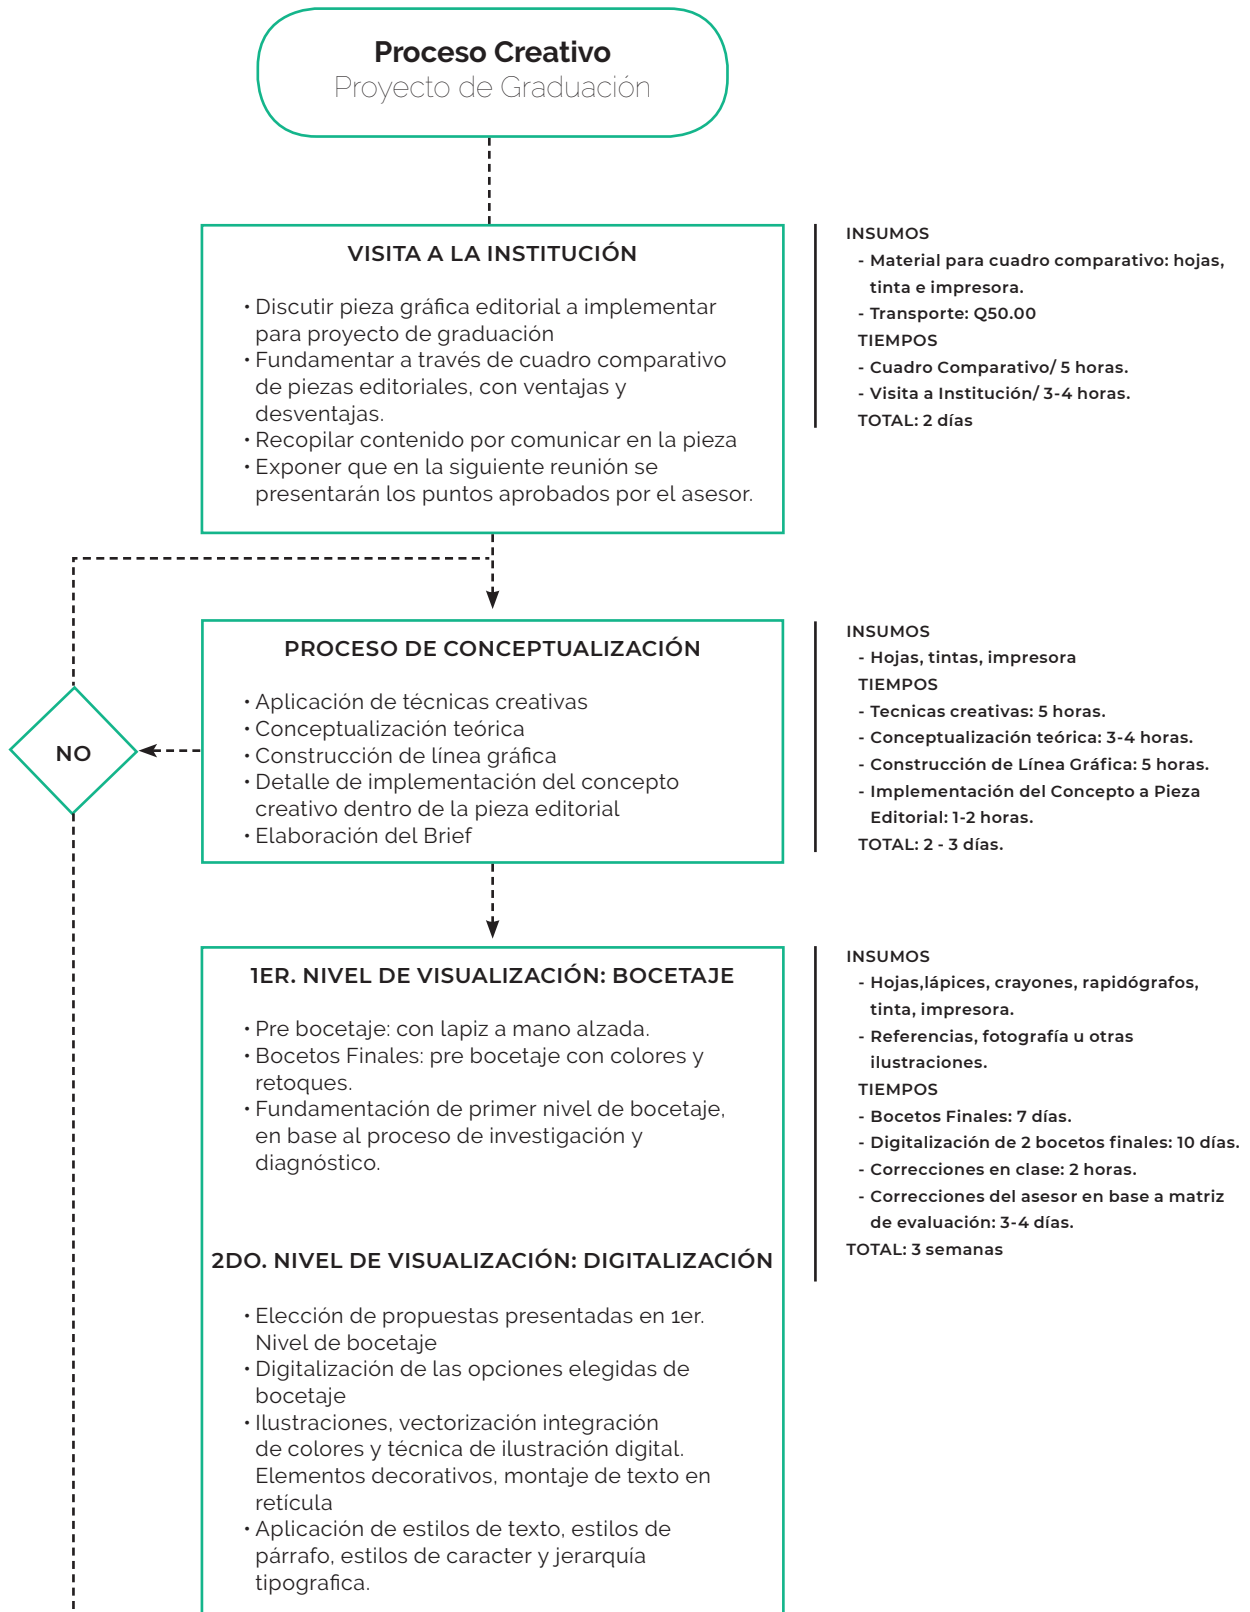 Proceso Creativo
Proyecto de Graduación
VISITA A LA INSTITUCIÓN
• Discutir pieza gráfica editorial a implementar
para proyecto de graduación
• Fundamentar a través de cuadro comparativo
de piezas editoriales, con ventajas y
desventajas.
• Recopilar contenido por comunicar en la pieza
• Exponer que en la siguiente reunión se
presentarán los puntos aprobados por el asesor.
INSUMOS
- Material para cuadro comparativo: hojas,
tinta e impresora.
- Transporte: Q50.00
TIEMPOS
- Cuadro Comparativo/ 5 horas.
- Visita a Institución/ 3-4 horas.
TOTAL: 2 días
PROCESO DE CONCEPTUALIZACIÓN
• Aplicación de técnicas creativas
• Conceptualización teórica
• Construcción de línea gráfica
• Detalle de implementación del concepto
creativo dentro de la pieza editorial
• Elaboración del Brief
NO
INSUMOS
- Hojas, tintas, impresora
TIEMPOS
- Tecnicas creativas: 5 horas.
- Conceptualización teórica: 3-4 horas.
- Construcción de Línea Gráfica: 5 horas.
- Implementación del Concepto a Pieza
Editorial: 1-2 horas.
TOTAL: 2 - 3 días.
1ER. NIVEL DE VISUALIZACIÓN: BOCETAJE
• Pre bocetaje: con lapiz a mano alzada.
• Bocetos Finales: pre bocetaje con colores y
retoques.
• Fundamentación de primer nivel de bocetaje,
en base al proceso de investigación y
diagnóstico.
INSUMOS
- Hojas,lápices, crayones, rapidógrafos,
tinta, impresora.
- Referencias, fotografía u otras
ilustraciones.
TIEMPOS
- Bocetos Finales: 7 días.
- Digitalización de 2 bocetos finales: 10 días.
- Correcciones en clase: 2 horas.
- Correcciones del asesor en base a matriz
de evaluación: 3-4 días.
TOTAL: 3 semanas
2DO. NIVEL DE VISUALIZACIÓN: DIGITALIZACIÓN
• Elección de propuestas presentadas en 1er.
Nivel de bocetaje
• Digitalización de las opciones elegidas de
bocetaje
• Ilustraciones, vectorización integración
de colores y técnica de ilustración digital.
Elementos decorativos, montaje de texto en
retícula
• Aplicación de estilos de texto, estilos de
párrafo, estilos de caracter y jerarquía
tipografica.